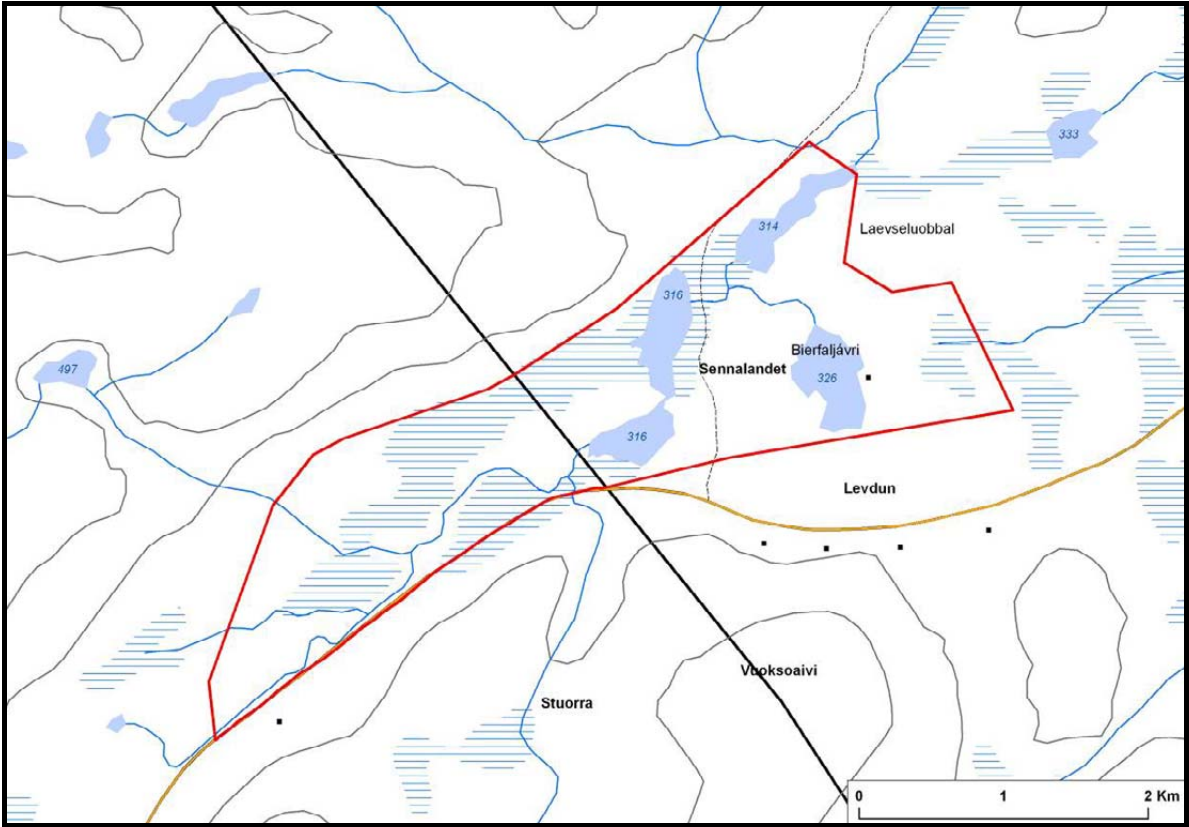 333
314
Laevseluobbal
316
Bierfaljávri
Sennalandet
326
497
316
Levdun
Vuoksoaivi
Stuorra
0 1 2 Km